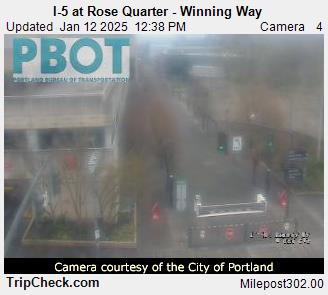 I-5 at Rose Quarter - Winning Way
Updated Jan 12 2025 12:38 PM Camera 4
PBOT
PORTLAND BUREAU OF TRANSPORTATION
Camera courtesy of the City of Portland
TripCheck.com Milepost302.00